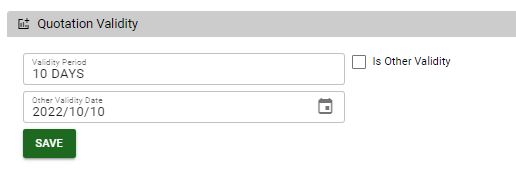 Quotation Validity
Validity Period
10 DAYS
Is Other Validity
Other Validity Date
2022/10/10
SAVE